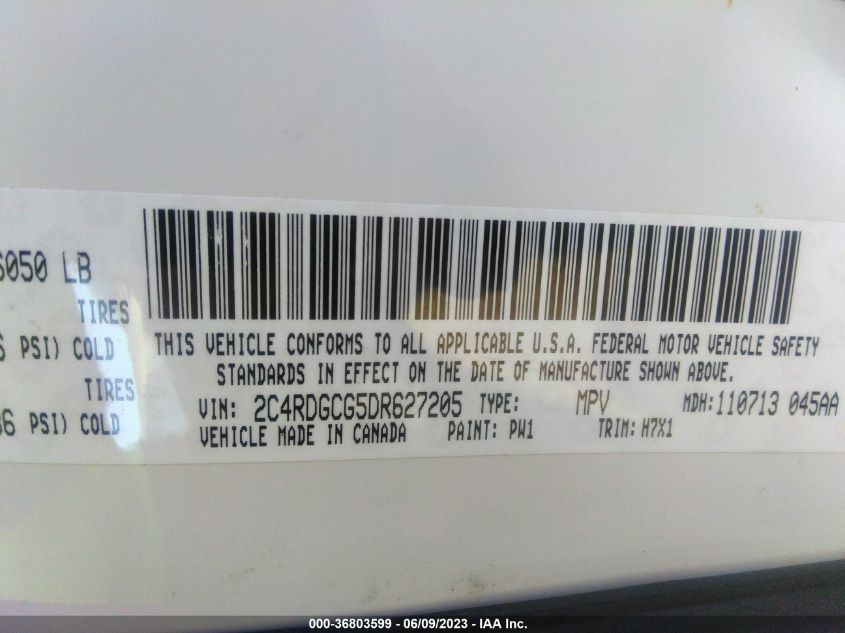 6050 LB
TIRES
PSI) COLD
TIRES
36 PSI) COLD
THIS VEHICLE CONFORMS TO ALL APPLICABLE U.S.A. FEDERAL MOTOR VEHICLE SAFETY
STANDARDS IN EFFECT ON THE DATE OF MANUFACTURE SHOWN ABOVE.
VIN: 2C4RDGCG5DR627205 TYPE: MPV MDH: 110713 045AA
VEHICLE MADE IN CANADA PAINT: PW1 TRIM: H7X1
000-36803599 - 06/09/2023 - IAA Inc.